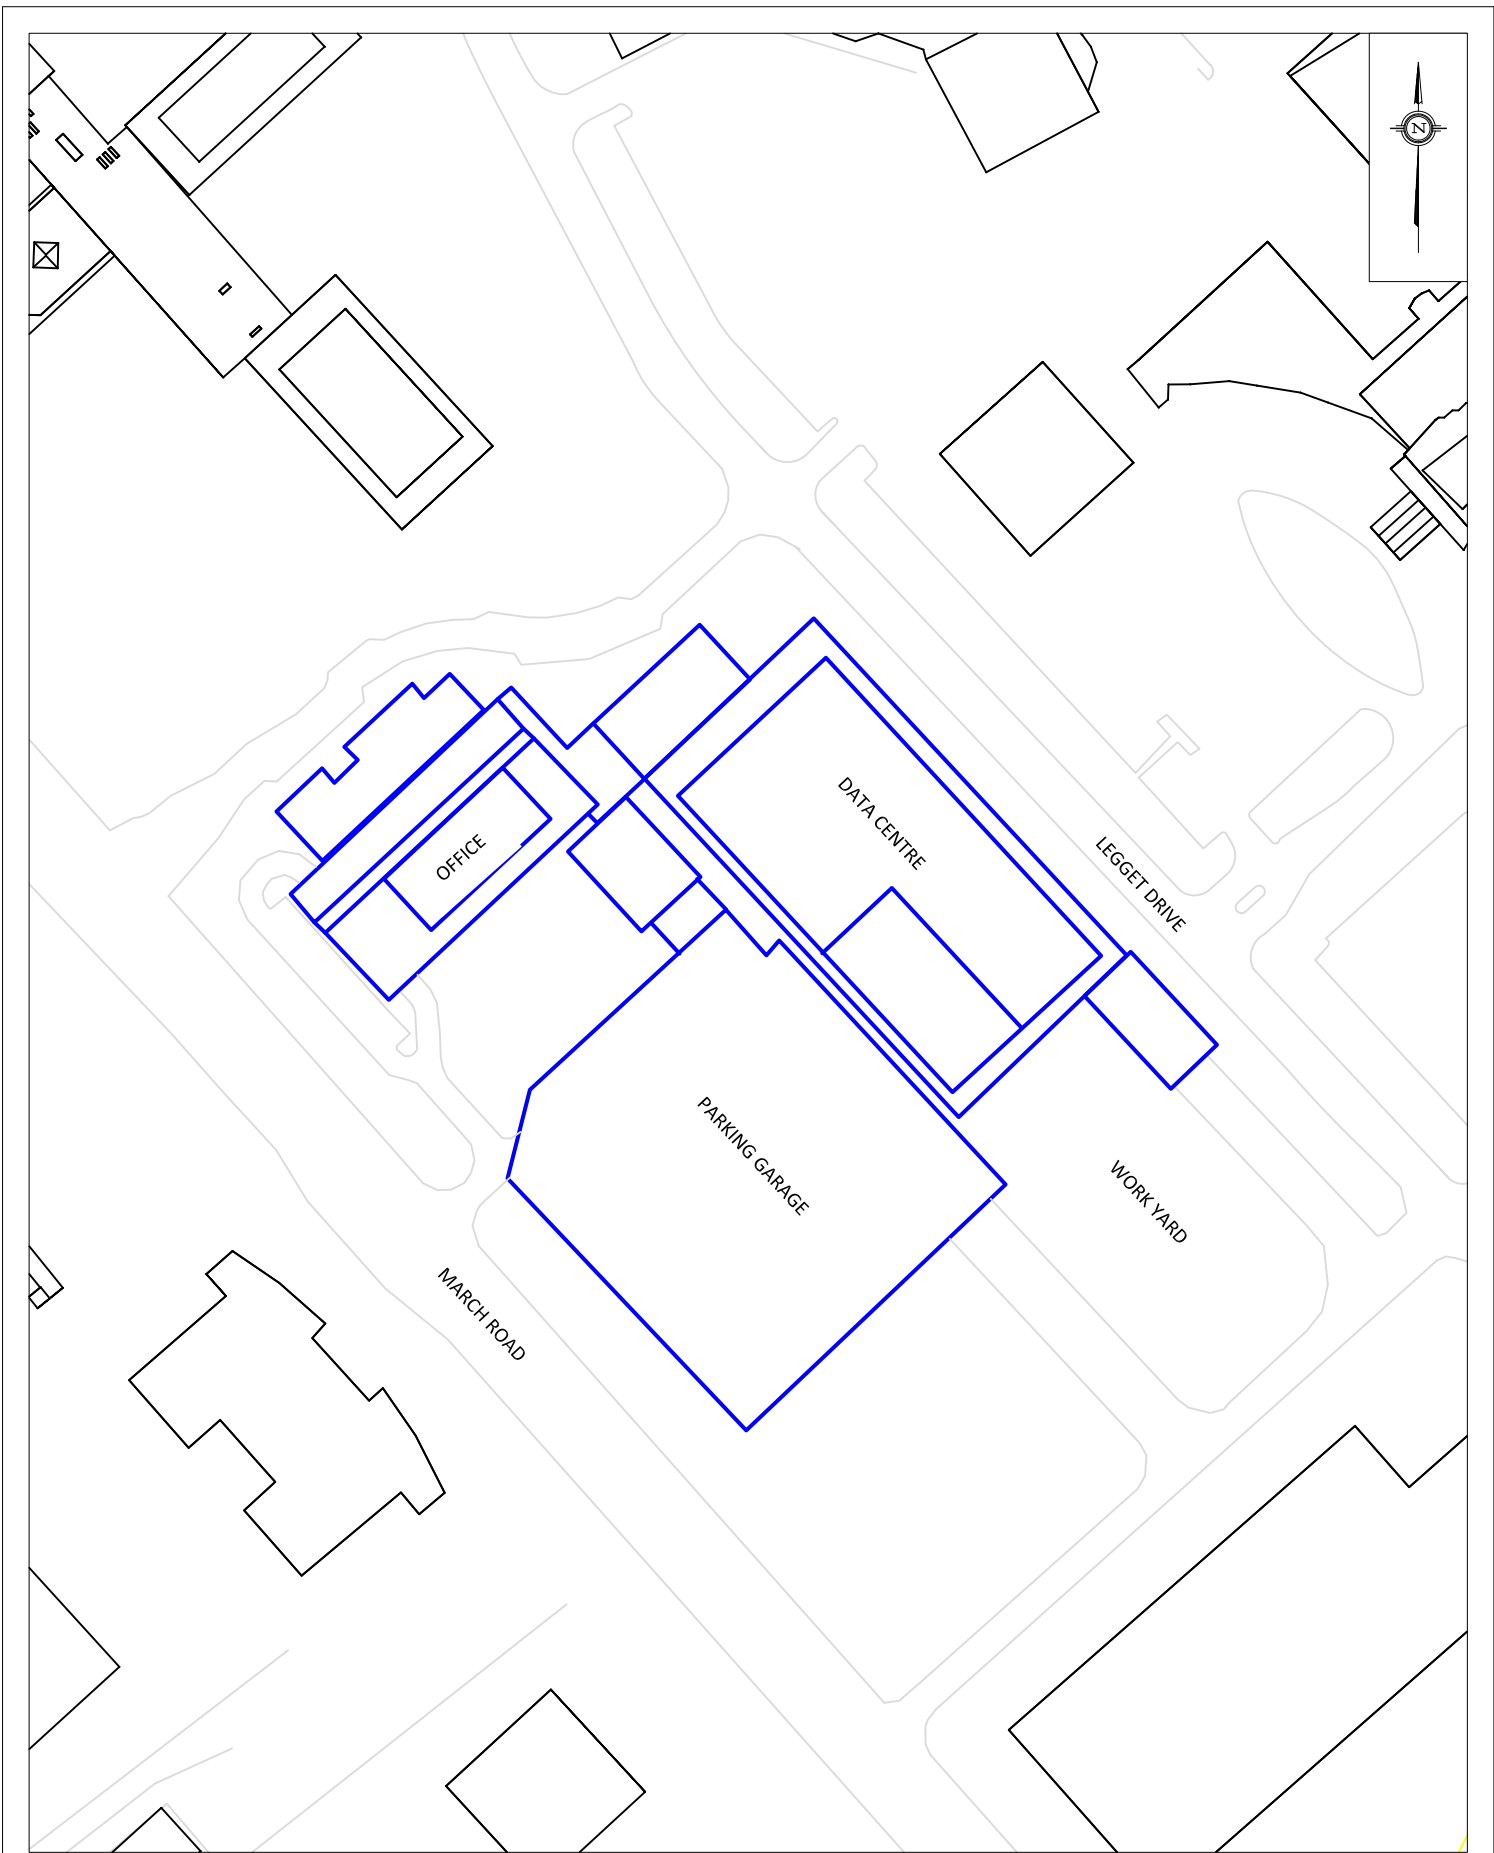 N
DATA CENTRE
OFFICE
LEGGET DRIVE
PARKING GARAGE
WORK YARD
MARCH ROAD